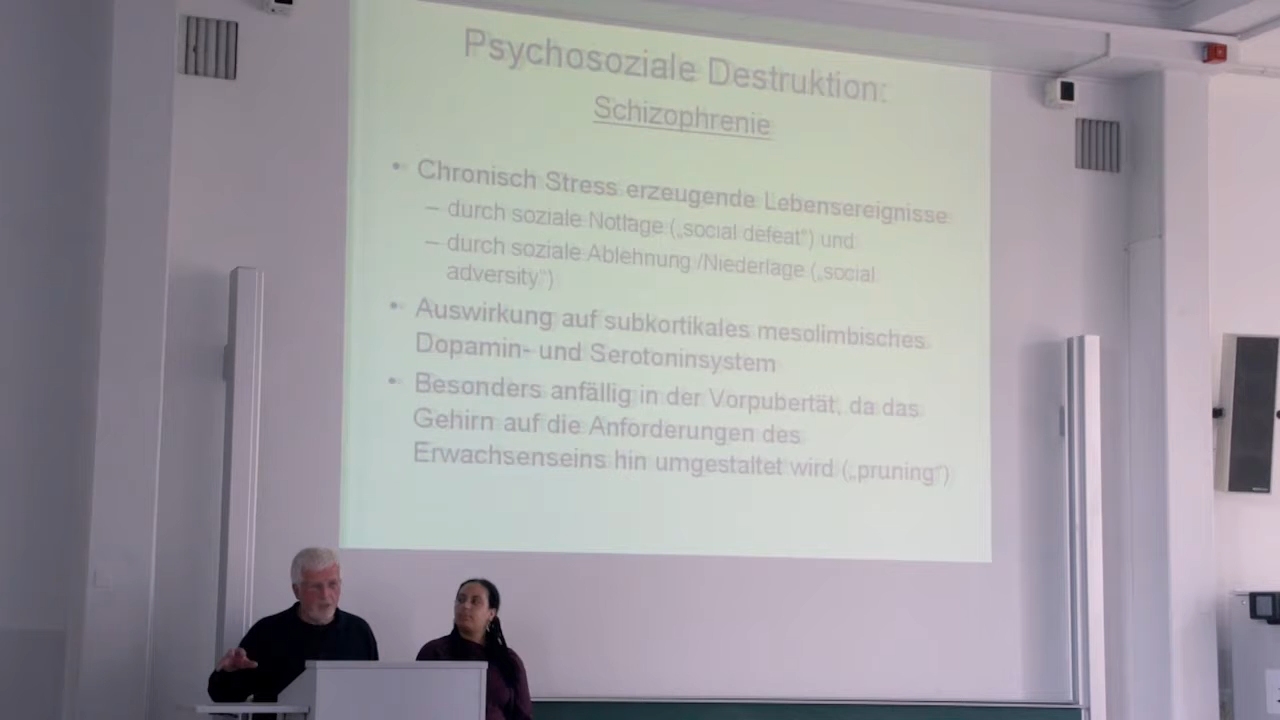 Psychosoziale Destruktion:
Schizophrenie
• Chronisch Stress erzeugende Lebensereignisse
– durch soziale Notlage („social defeat“) und
– durch soziale Ablehnung /Niederlage („social
adversity“)
• Auswirkung auf subkortikales mesolimbisches
Dopamin- und Serotoninsystem
• Besonders anfällig in der Vorpubertät, da das
Gehirn auf die Anforderungen des
Erwachsenseins hin umgestaltet wird („pruning“)